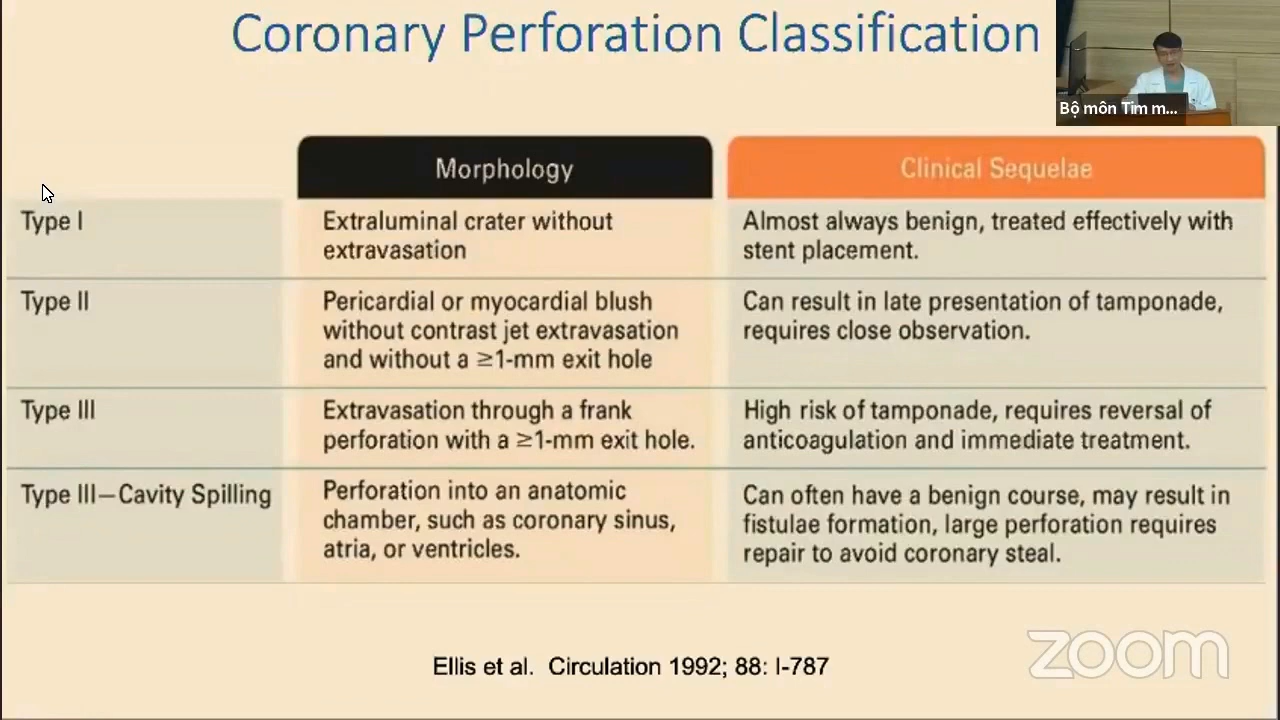 Coronary Perforation Classification
Bộ môn Tim m...
Morphology
Clinical Sequelae
Type I
Extraluminal crater without
extravasation
Almost always benign, treated effectively with
stent placement.
Type II
Pericardial or myocardial blush
without contrast jet extravasation
and without a ≥1-mm exit hole
Can result in late presentation of tamponade,
requires close observation.
Type III
Extravasation through a frank
perforation with a ≥1-mm exit hole.
High risk of tamponade, requires reversal of
anticoagulation and immediate treatment.
Type III—Cavity Spilling
Perforation into an anatomic
chamber, such as coronary sinus,
atria, or ventricles.
Can often have a benign course, may result in
fistulae formation, large perforation requires
repair to avoid coronary steal.
Ellis et al. Circulation 1992; 88: I-787
zoom